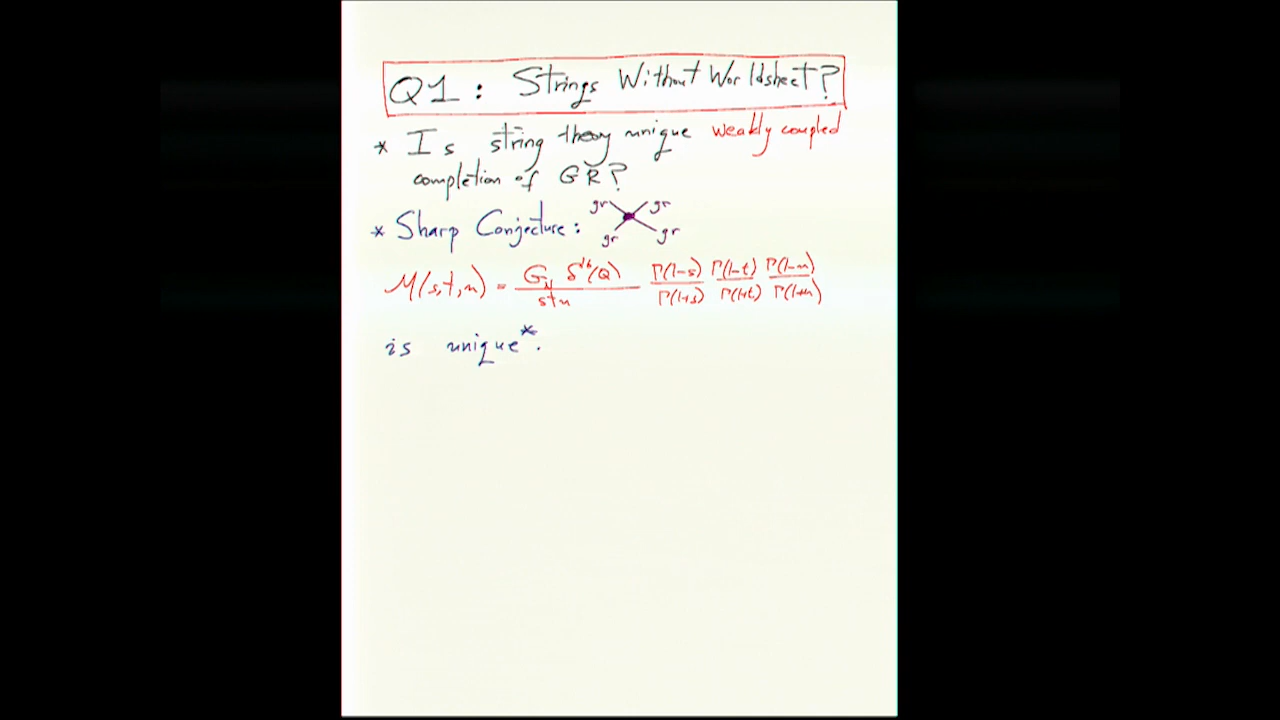 Q1: Strings Without Worldsheet?
* Is string theory unique weakly coupled
completion of GR?
* Sharp Conjecture: gr gr gr gr
M(s,t,u) = G_N δ^16(Q) / stu Γ(1-s)/Γ(1+s) Γ(1-t)/Γ(1+t) Γ(1-u)/Γ(1+u)
is unique*.